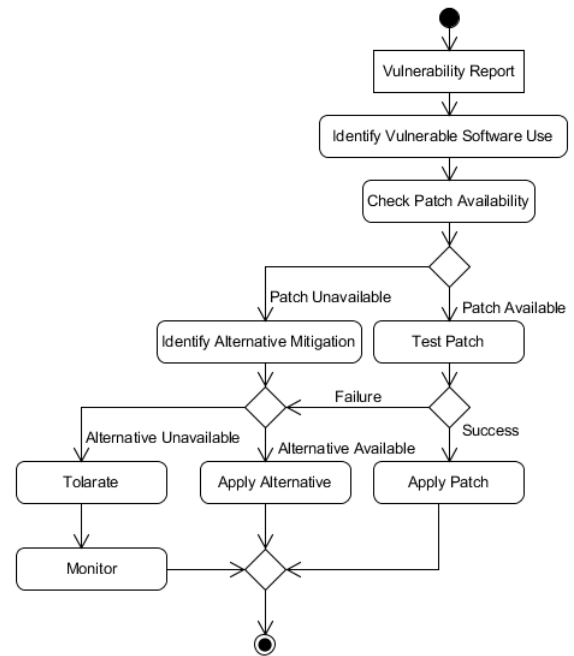 Vulnerability Report
Identify Vulnerable Software Use
Check Patch Availability
Patch Unavailable
Patch Available
Identify Alternative Mitigation
Test Patch
Failure
Alternative Unavailable
Alternative Available
Success
Tolarate
Apply Alternative
Apply Patch
Monitor